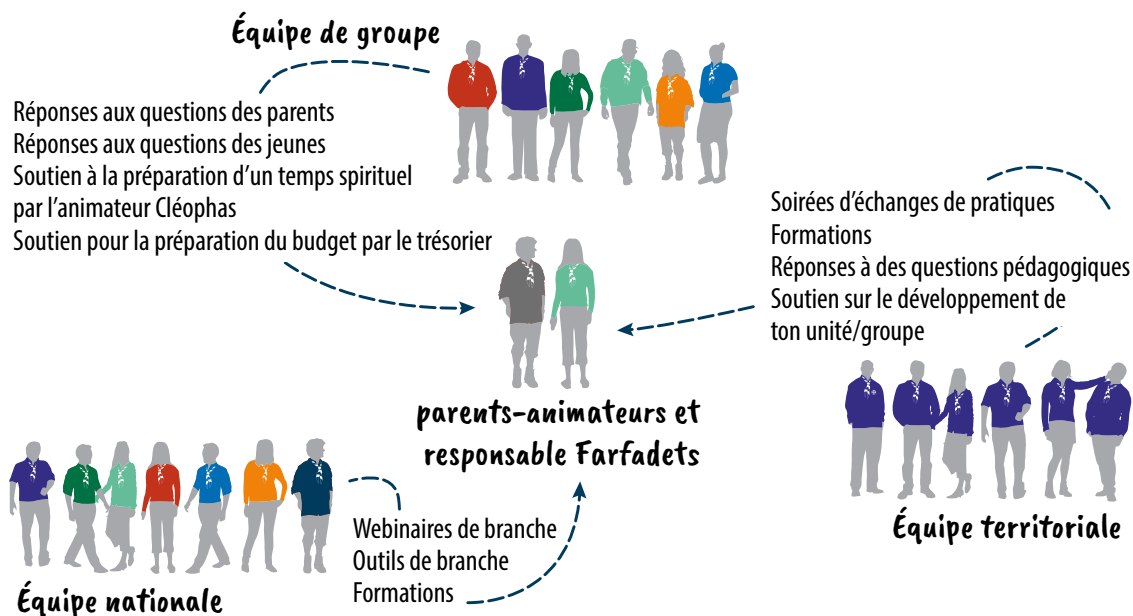 Équipe de groupe
Réponses aux questions des parents
Réponses aux questions des jeunes
Soutien à la préparation d’un temps spirituel
par l’animateur Cléophas
Soutien pour la préparation du budget par le trésorier
Soirées d’échanges de pratiques
Formations
Réponses à des questions pédagogiques
Soutien sur le développement de
ton unité/groupe
parents-animateurs et
responsable Farfadets
Équipe territoriale
Webinaires de branche
Outils de branche
Formations
Équipe nationale